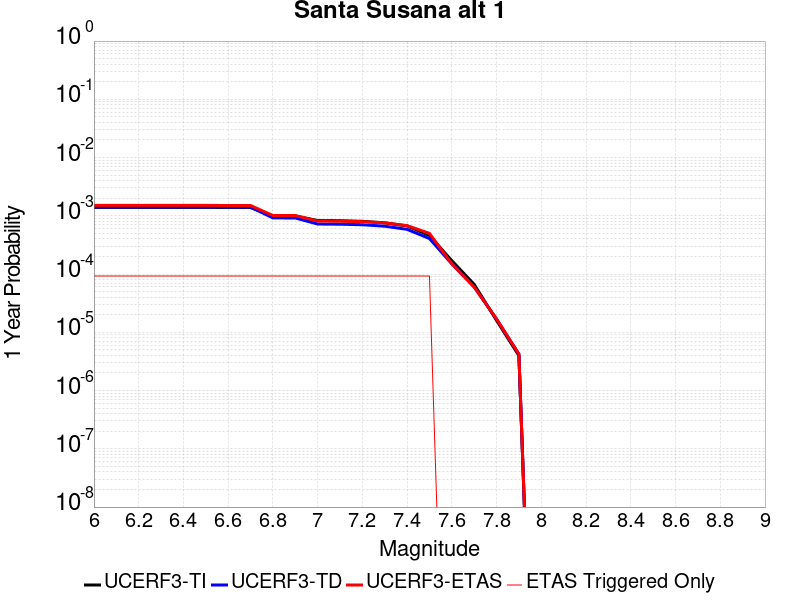 Santa Susana alt 1
10^0
10^-1
10^-2
10^-3
10^-4
10^-5
10^-6
10^-7
10^-8
1 Year Probability
6 6.2 6.4 6.6 6.8 7 7.2 7.4 7.6 7.8 8 8.2 8.4 8.6 8.8 9
Magnitude
UCERF3-TI UCERF3-TD UCERF3-ETAS ETAS Triggered Only